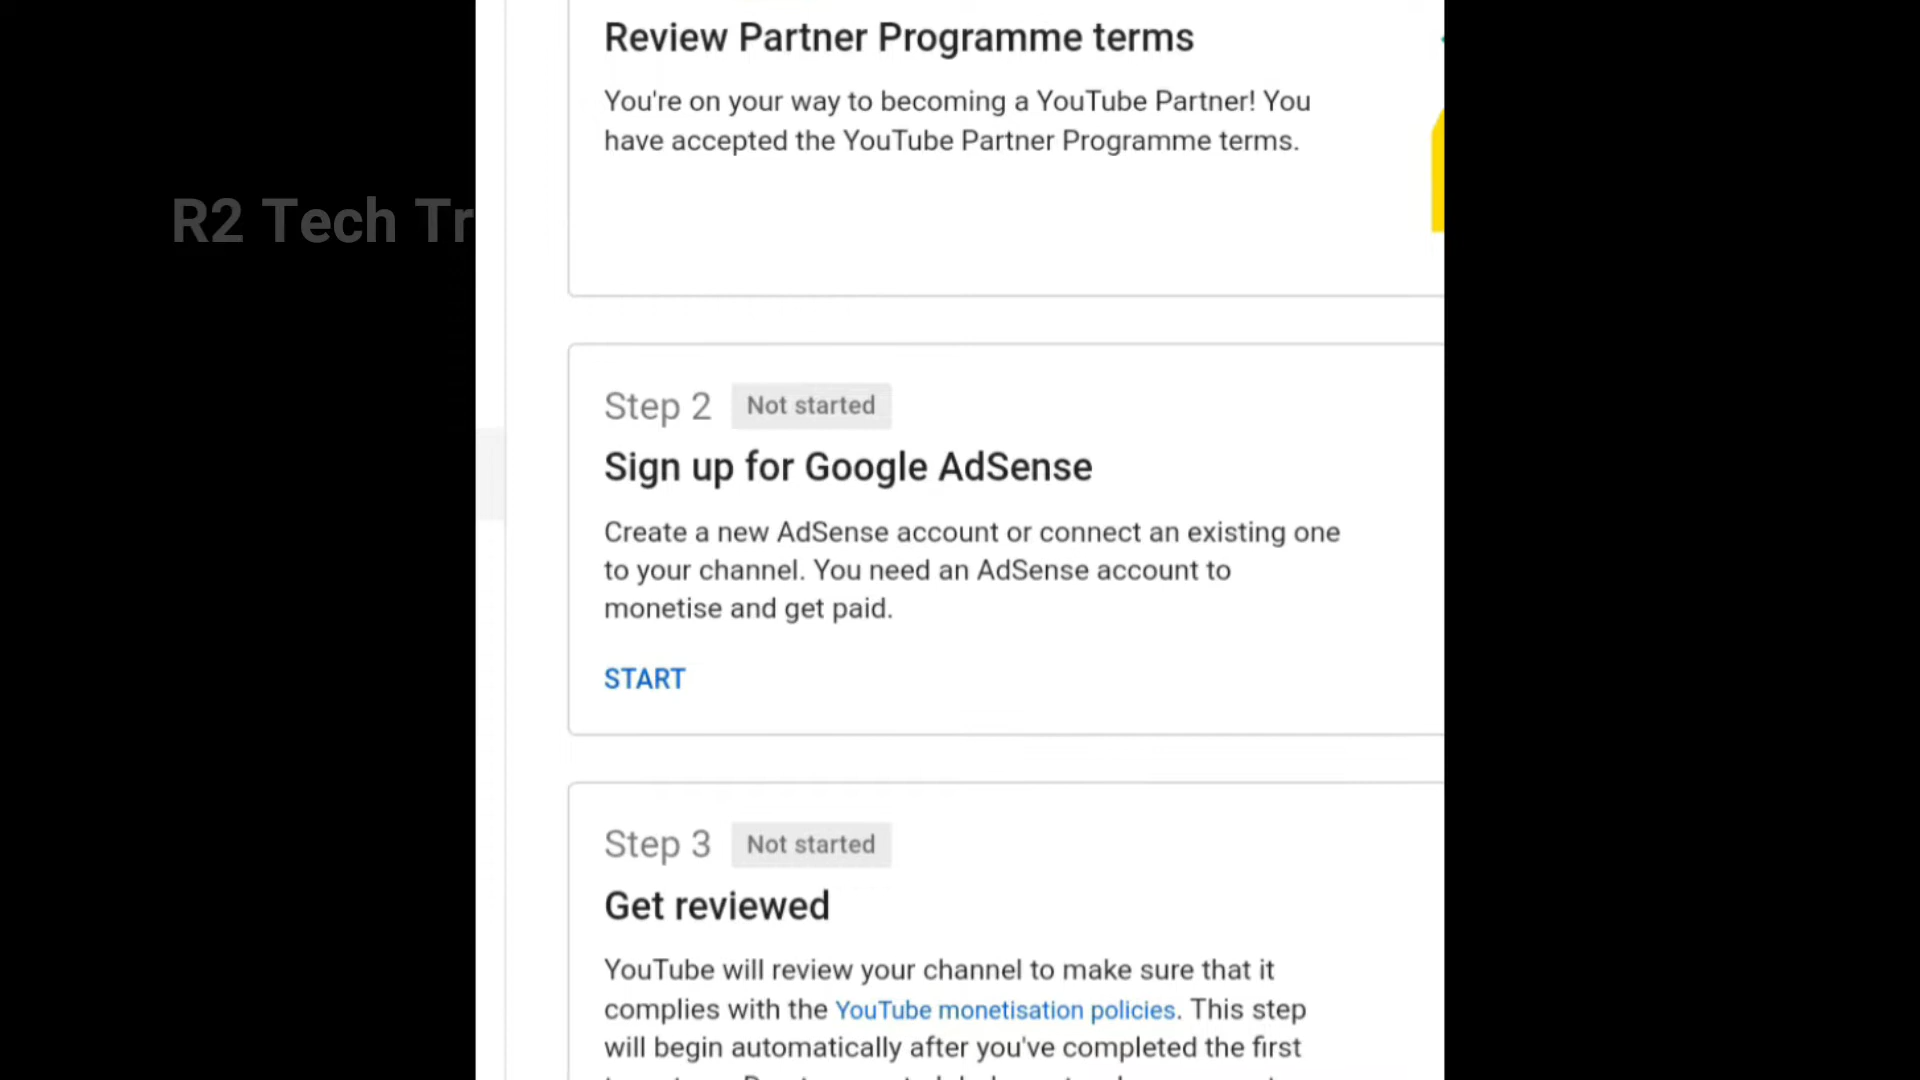 Review Partner Programme terms
You're on your way to becoming a YouTube Partner! You
have accepted the YouTube Partner Programme terms.
R2 Tech Tr
Step 2 Not started
Sign up for Google AdSense
Create a new AdSense account or connect an existing one
to your channel. You need an AdSense account to
monetise and get paid.
START
Step 3 Not started
Get reviewed
YouTube will review your channel to make sure that it
complies with the YouTube monetisation policies. This step
will begin automatically after you've completed the first